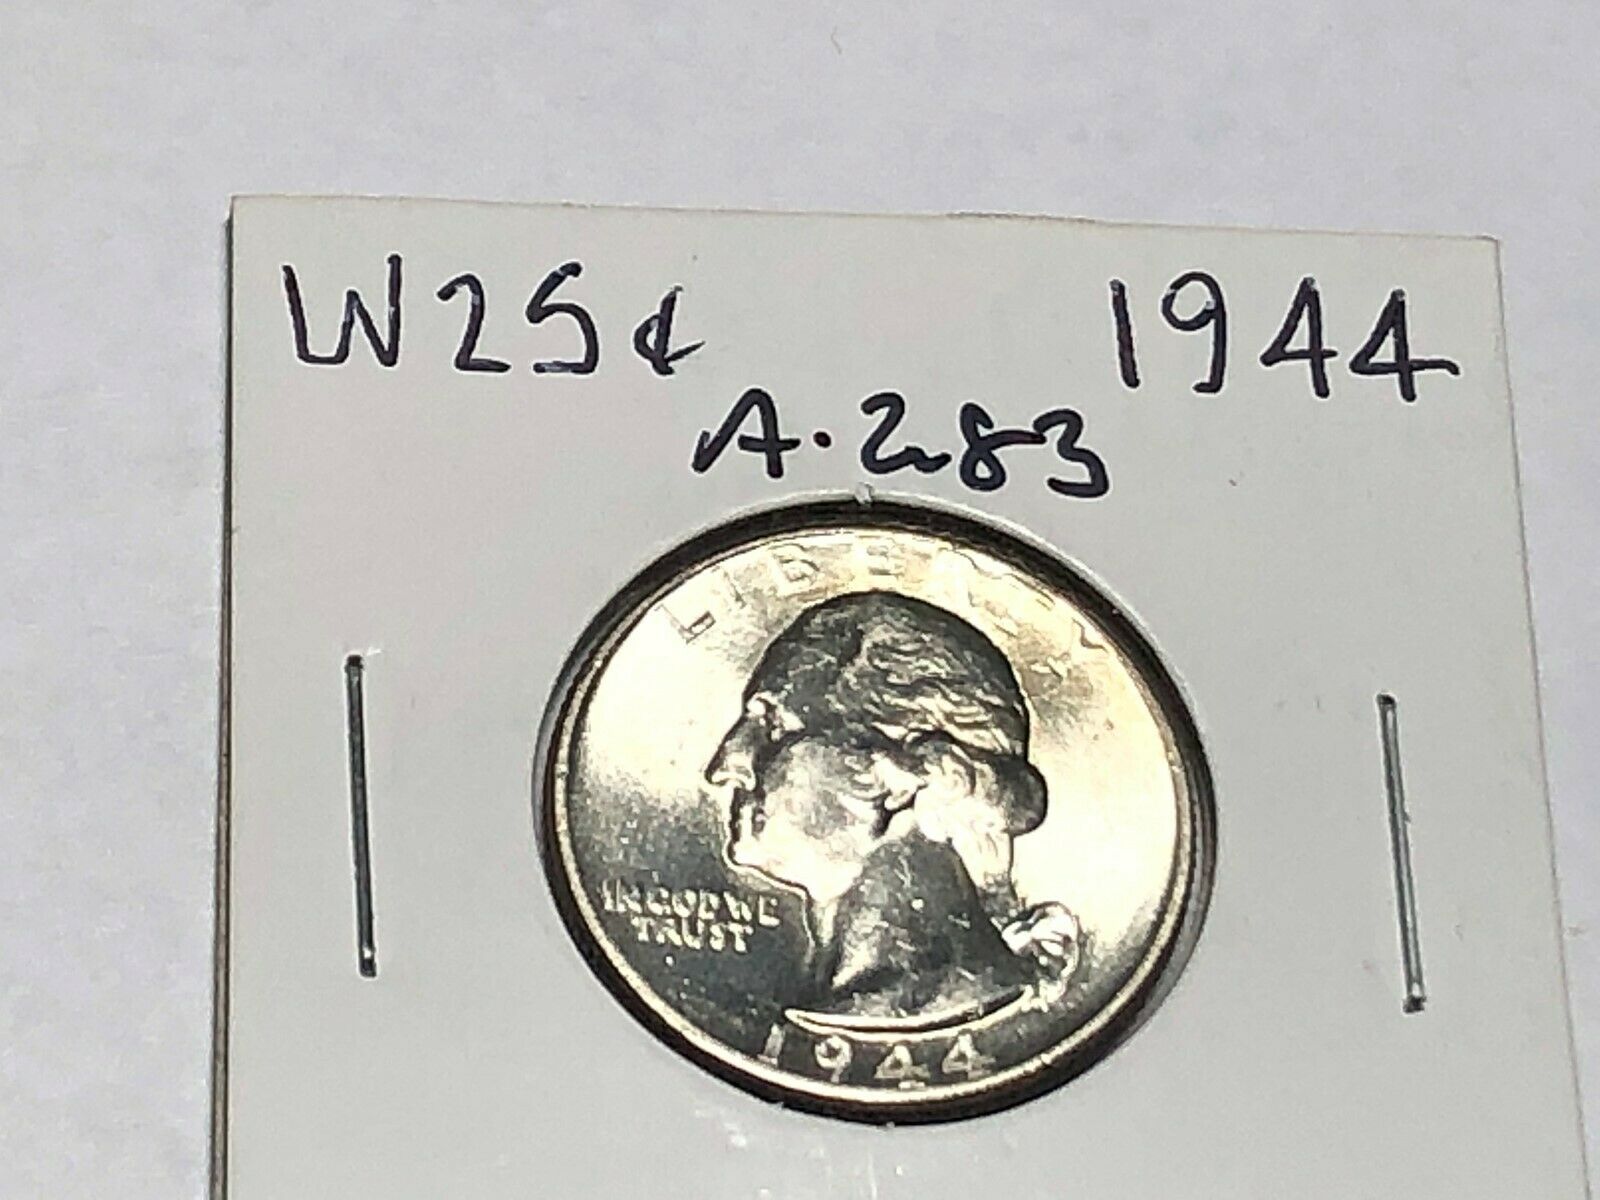 W25¢ 1944
A.283
LIBERTY
IN GOD WE
TRUST
1944